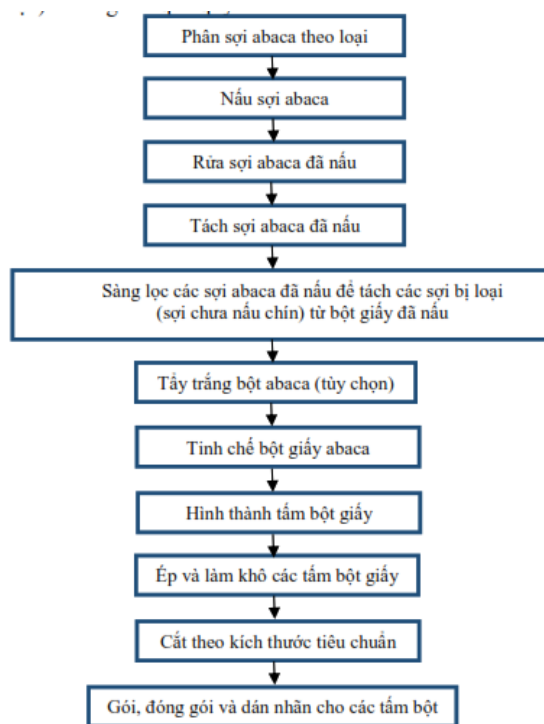 Phân sợi abaca theo loại
Nấu sợi abaca
Rửa sợi abaca đã nấu
Tách sợi abaca đã nấu
Sàng lọc các sợi abaca đã nấu để tách các sợi bị loại
(sợi chưa nấu chín) từ bột giấy đã nấu
Tẩy trắng bột abaca (tùy chọn)
Tinh chế bột giấy abaca
Hình thành tấm bột giấy
Ép và làm khô các tấm bột giấy
Cắt theo kích thước tiêu chuẩn
Gói, đóng gói và dán nhãn cho các tấm bột